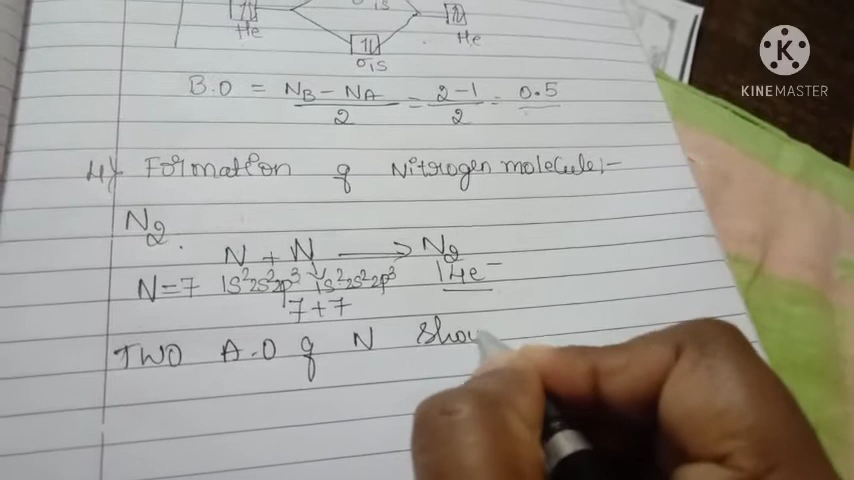 σ1s
He
He
σ1s
B.O = NB - NA / 2 = 2-1 / 2 = 0.5
4) Formation of Nitrogen molecule:-
N2.
N + N → N2
N=7 1s²2s²2p³ 1s²2s²2p³ 14e⁻
7+7
TWO A.O of N Show
K
KINEMASTER